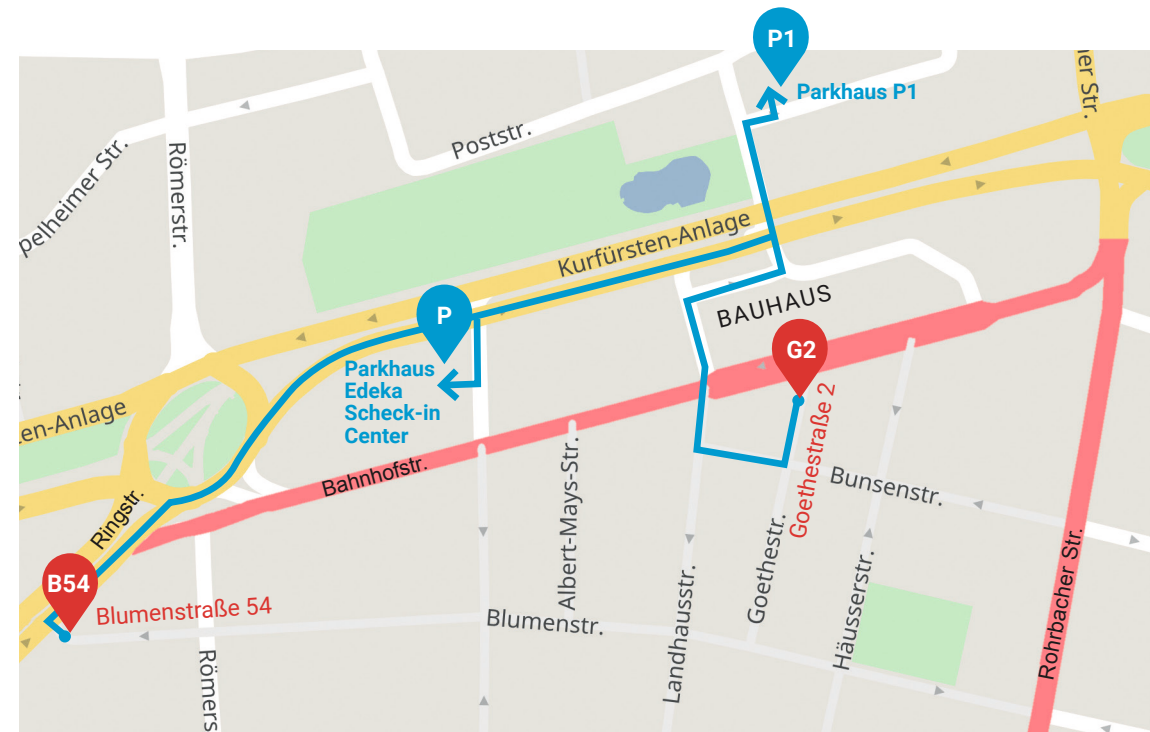 P1
Parkhaus P1
ner Str.
Poststr.
Römerstr.
pelheimer Str.
Kurfürsten-Anlage
BAUHAUS
P
G2
Parkhaus
Edeka
Scheck-in
Center
Goethestraße 2
en-Anlage
Bahnhofstr.
Bunsenstr.
Ringstr.
Albert-Mays-Str.
Goethestr.
Häusserstr.
Landhausstr.
Rohrbacher Str.
B54
Blumenstraße 54
Blumenstr.
Römers